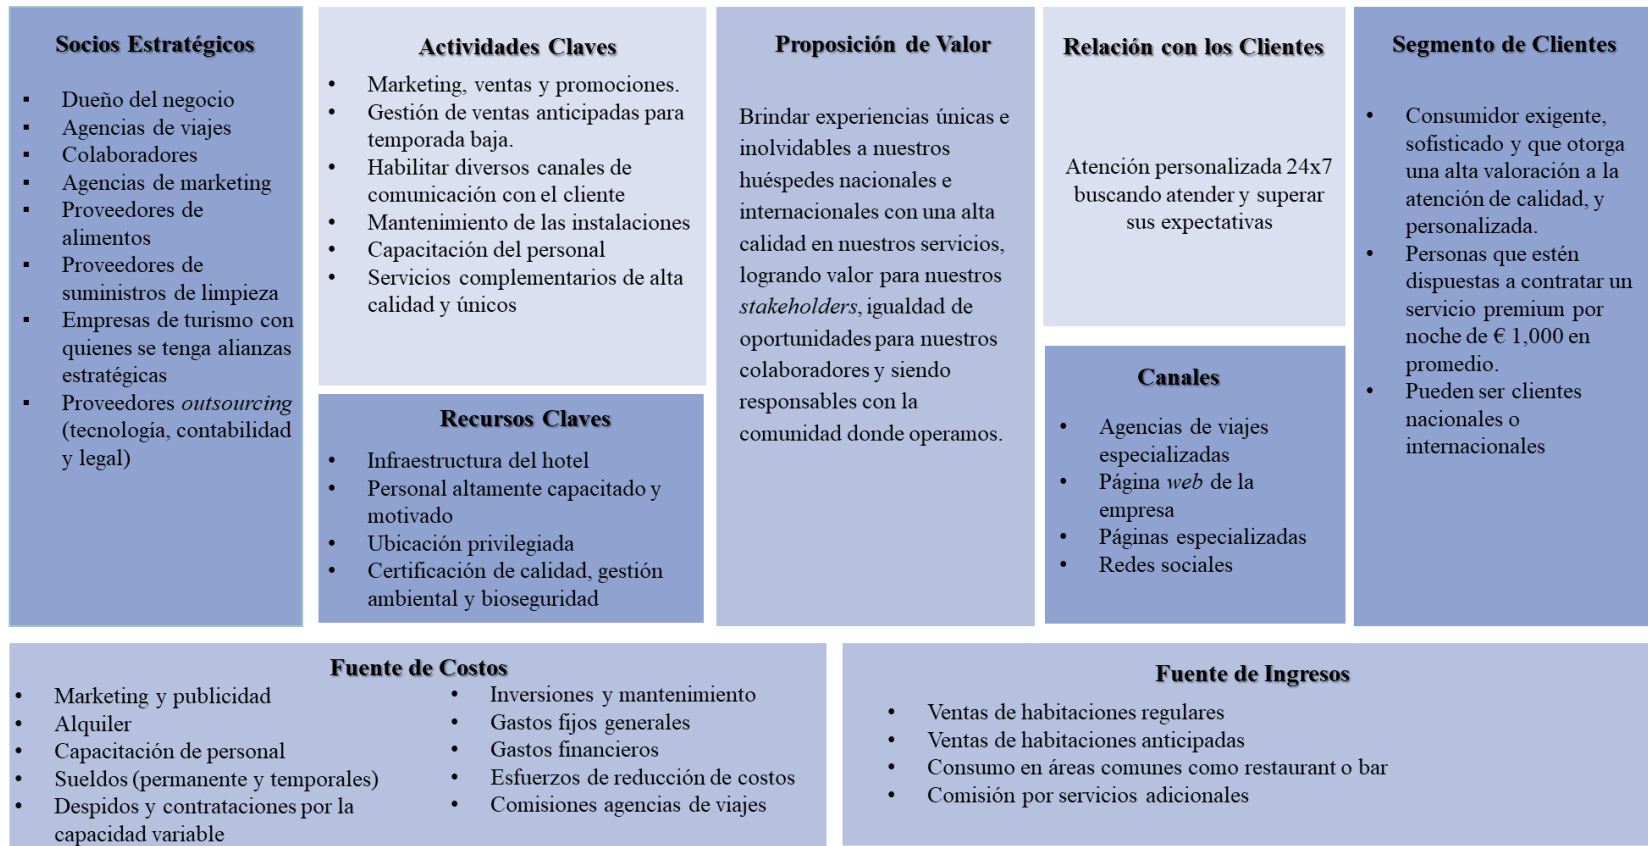 Socios Estratégicos
▪ Dueño del negocio
▪ Agencias de viajes
▪ Colaboradores
▪ Agencias de marketing
▪ Proveedores de
alimentos
▪ Proveedores de
suministros de limpieza
▪ Empresas de turismo con
quienes se tenga alianzas
estratégicas
▪ Proveedores outsourcing
(tecnología, contabilidad
y legal)
Actividades Claves
• Marketing, ventas y promociones.
• Gestión de ventas anticipadas para
temporada baja.
• Habilitar diversos canales de
comunicación con el cliente
• Mantenimiento de las instalaciones
• Capacitación del personal
• Servicios complementarios de alta
calidad y únicos
Recursos Claves
• Infraestructura del hotel
• Personal altamente capacitado y
motivado
• Ubicación privilegiada
• Certificación de calidad, gestión
ambiental y bioseguridad
Proposición de Valor
Brindar experiencias únicas e
inolvidables a nuestros
huéspedes nacionales e
internacionales con una alta
calidad en nuestros servicios,
logrando valor para nuestros
stakeholders, igualdad de
oportunidades para nuestros
colaboradores y siendo
responsables con la
comunidad donde operamos.
Relación con los Clientes
Atención personalizada 24x7
buscando atender y superar
sus expectativas
Canales
• Agencias de viajes
especializadas
• Página web de la
empresa
• Páginas especializadas
• Redes sociales
Segmento de Clientes
• Consumidor exigente,
sofisticado y que otorga
una alta valoración a la
atención de calidad, y
personalizada.
• Personas que estén
dispuestas a contratar un
servicio premium por
noche de € 1,000 en
promedio.
• Pueden ser clientes
nacionales o
internacionales
Fuente de Costos
• Marketing y publicidad
• Alquiler
• Capacitación de personal
• Sueldos (permanente y temporales)
• Despidos y contrataciones por la
capacidad variable
• Inversiones y mantenimiento
• Gastos fijos generales
• Gastos financieros
• Esfuerzos de reducción de costos
• Comisiones agencias de viajes
Fuente de Ingresos
• Ventas de habitaciones regulares
• Ventas de habitaciones anticipadas
• Consumo en áreas comunes como restaurant o bar
• Comisión por servicios adicionales